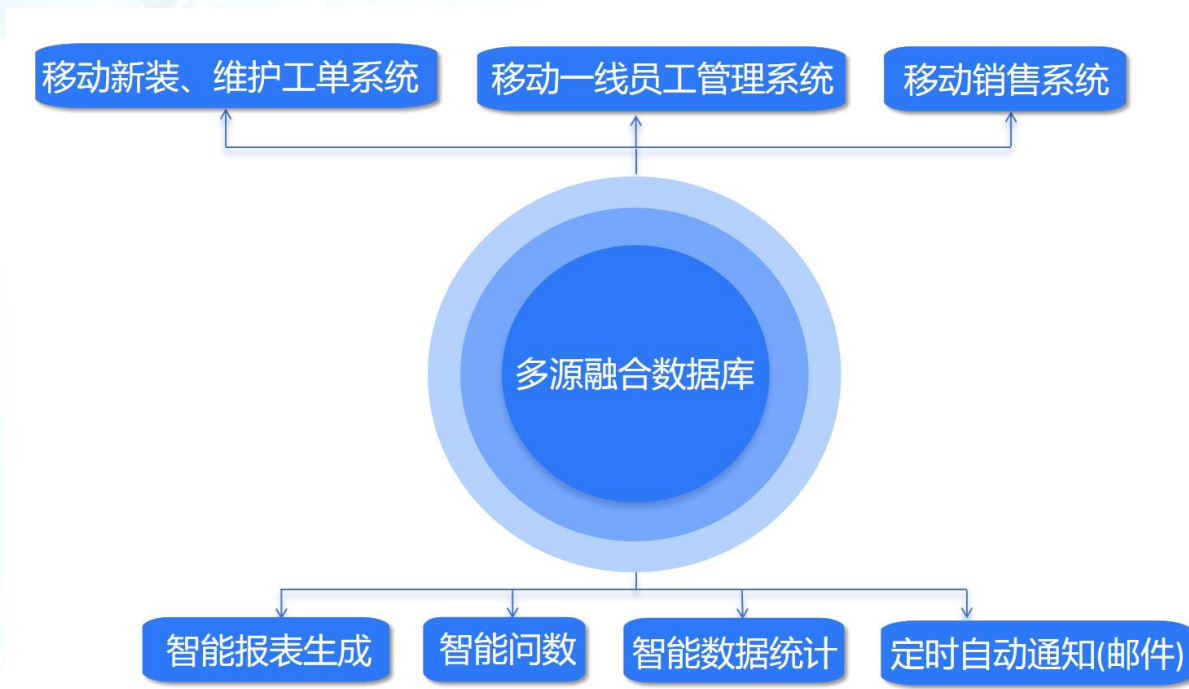 移动新装、维护工单系统
移动一线员工管理系统
移动销售系统
多源融合数据库
智能报表生成
智能问数
智能数据统计
定时自动通知(邮件)